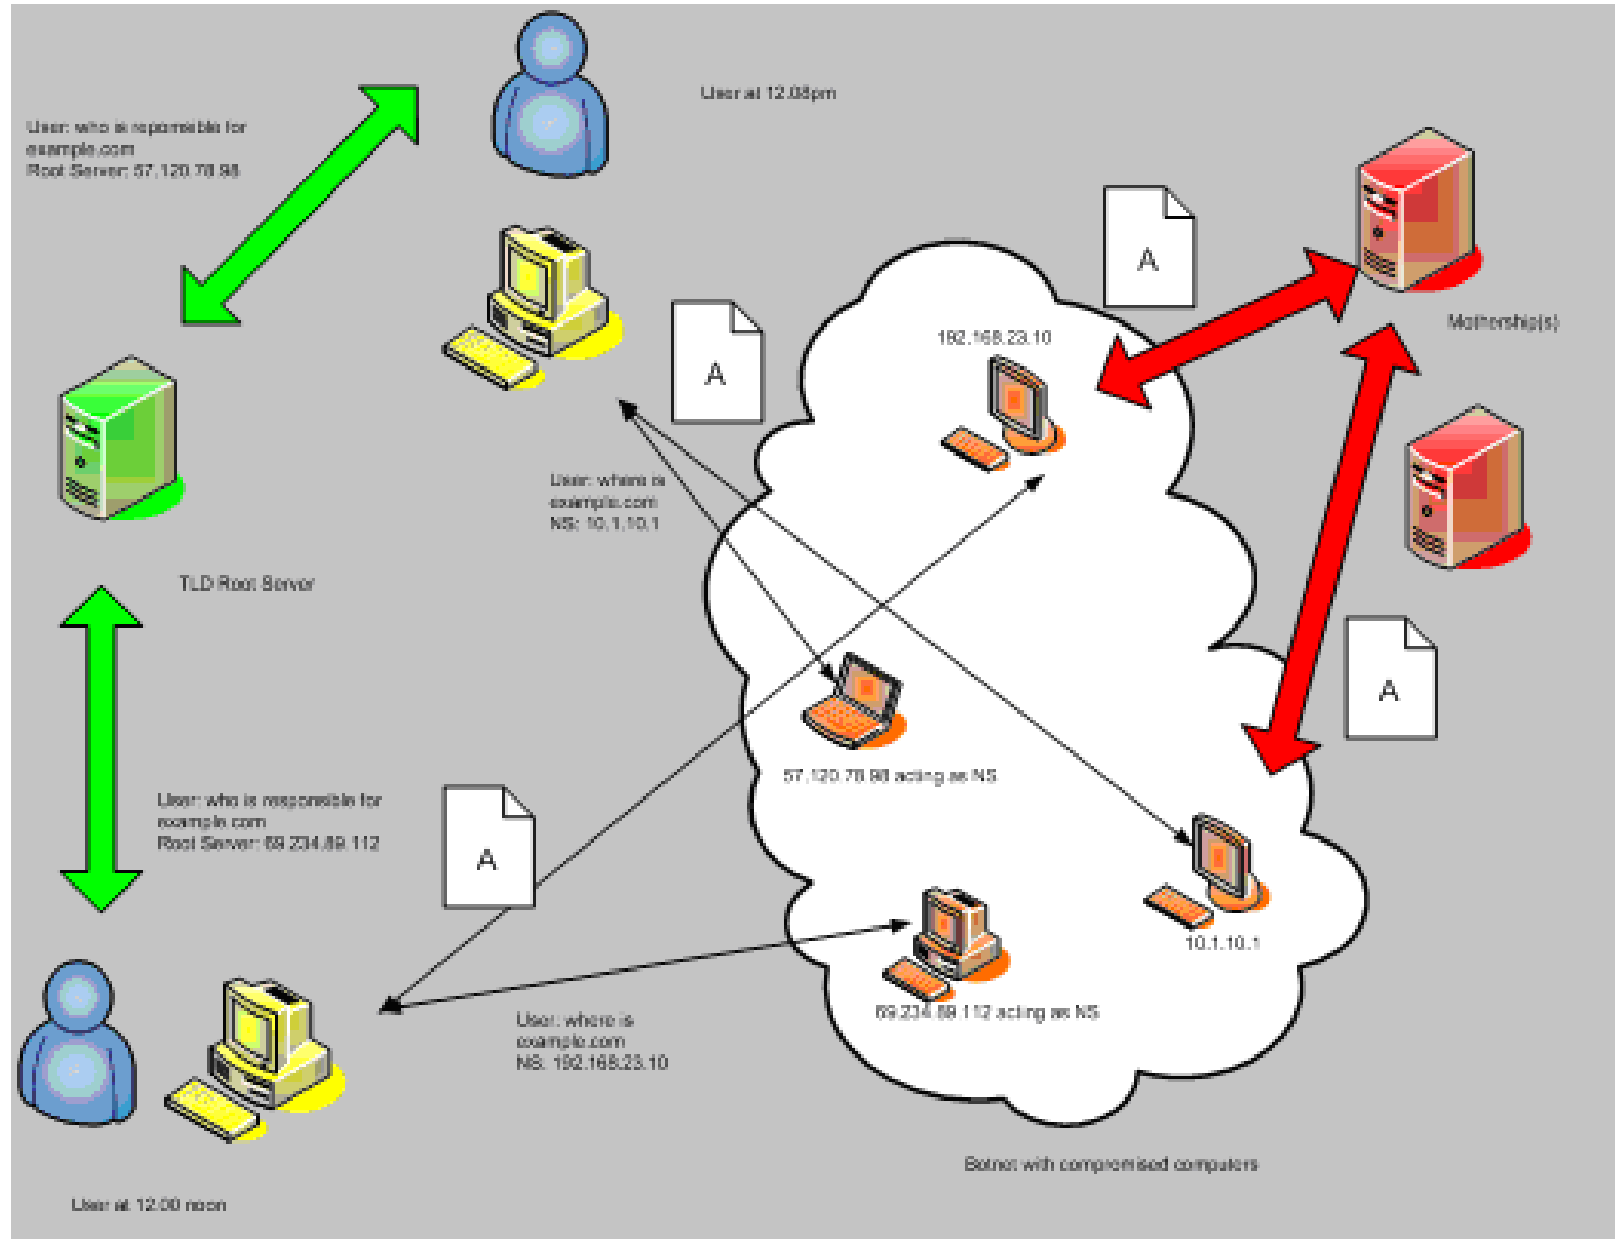 User at 12.08pm
User: who is reponsible for
example.com
Root Server: 57.120.78.98
A
Mothership(s)
192.168.23.10
A
User: where is
example.com
NS: 10.1.10.1
TLD Root Server
A
57.120.78.98 acting as NS
User: who is responsible for
example.com
Root Server: 69.234.89.112
A
10.1.10.1
69.234.89.112 acting as NS
User: where is
example.com
NS: 192.168.23.10
Botnet with compromised computers
User at 12.00 noon